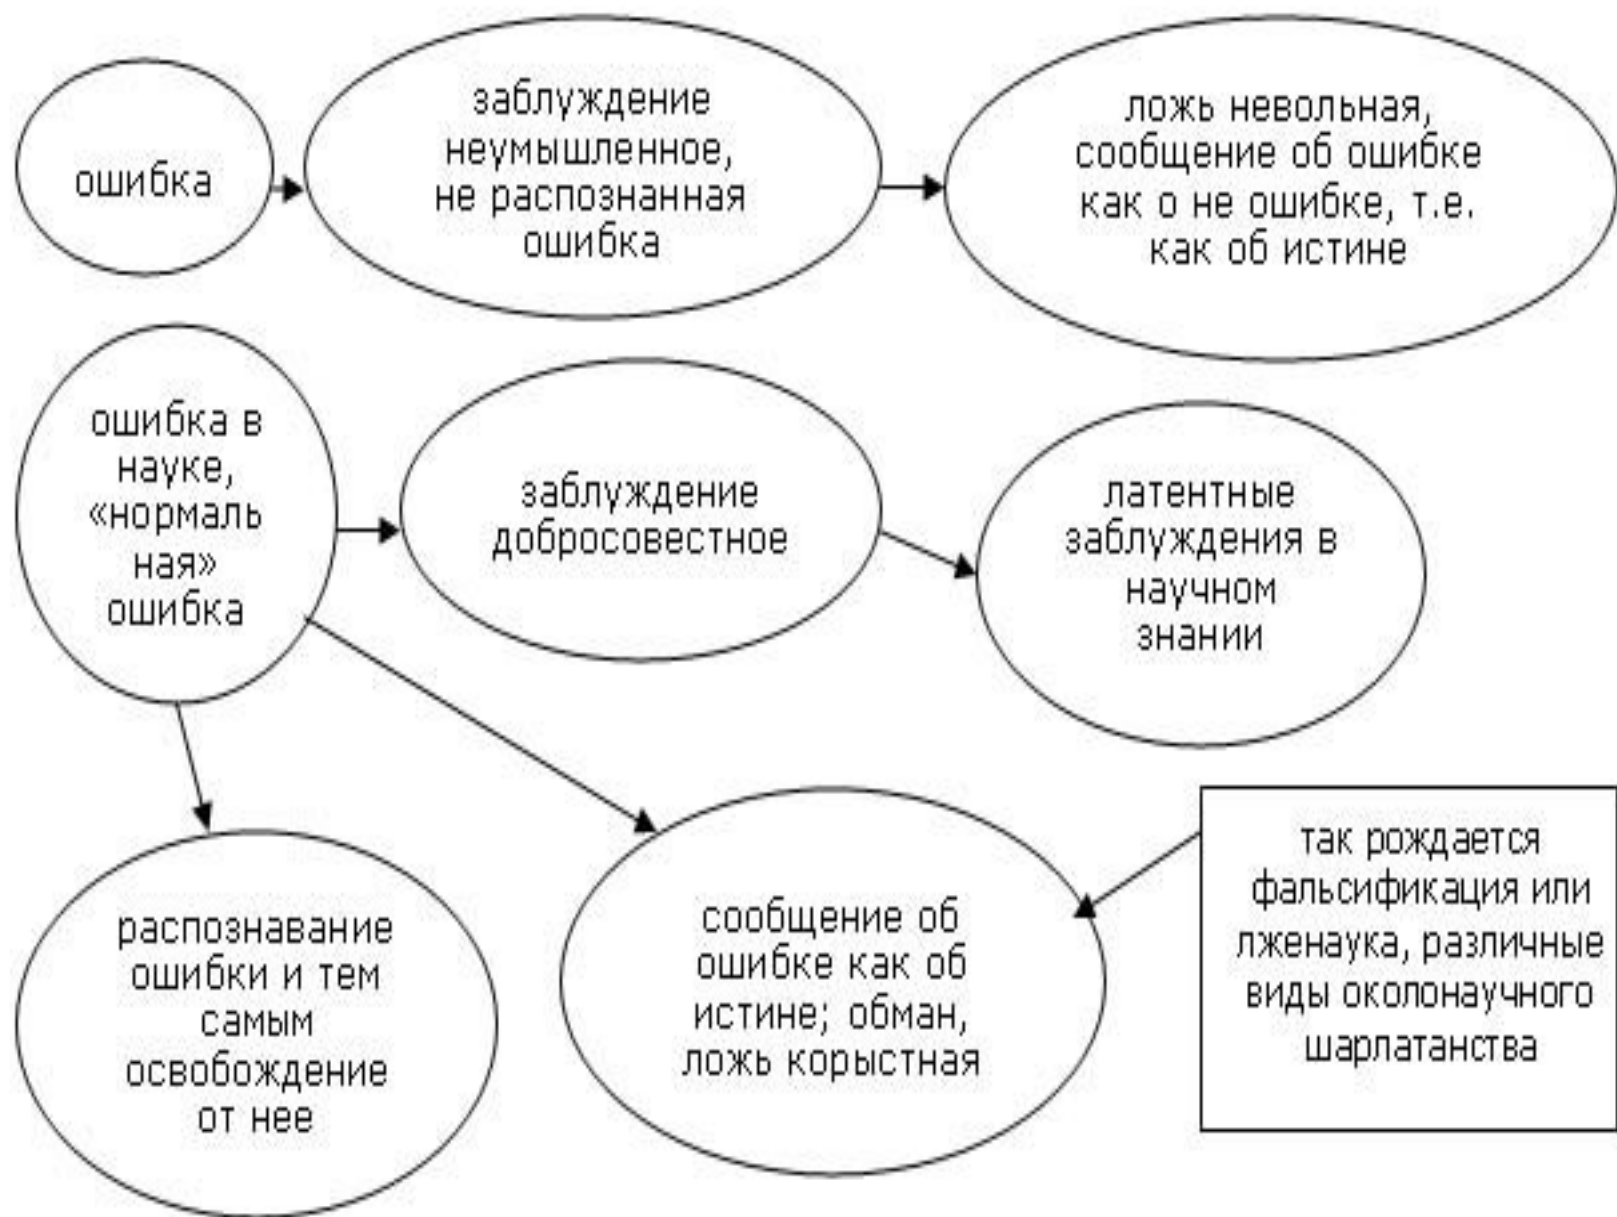 ошибка
заблуждение
неумышленное,
не распознанная
ошибка
ложь невольная,
сообщение об ошибке
как о не ошибке, т.е.
как об истине
ошибка в
науке,
«нормаль
ная»
ошибка
заблуждение
добросовестное
латентные
заблуждения в
научном
знании
распознавание
ошибки и тем
самым
освобождение
от нее
сообщение об
ошибке как об
истине; обман,
ложь корыстная
так рождается
фальсификация или
лженаука, различные
виды околонаучного
шарлатанства